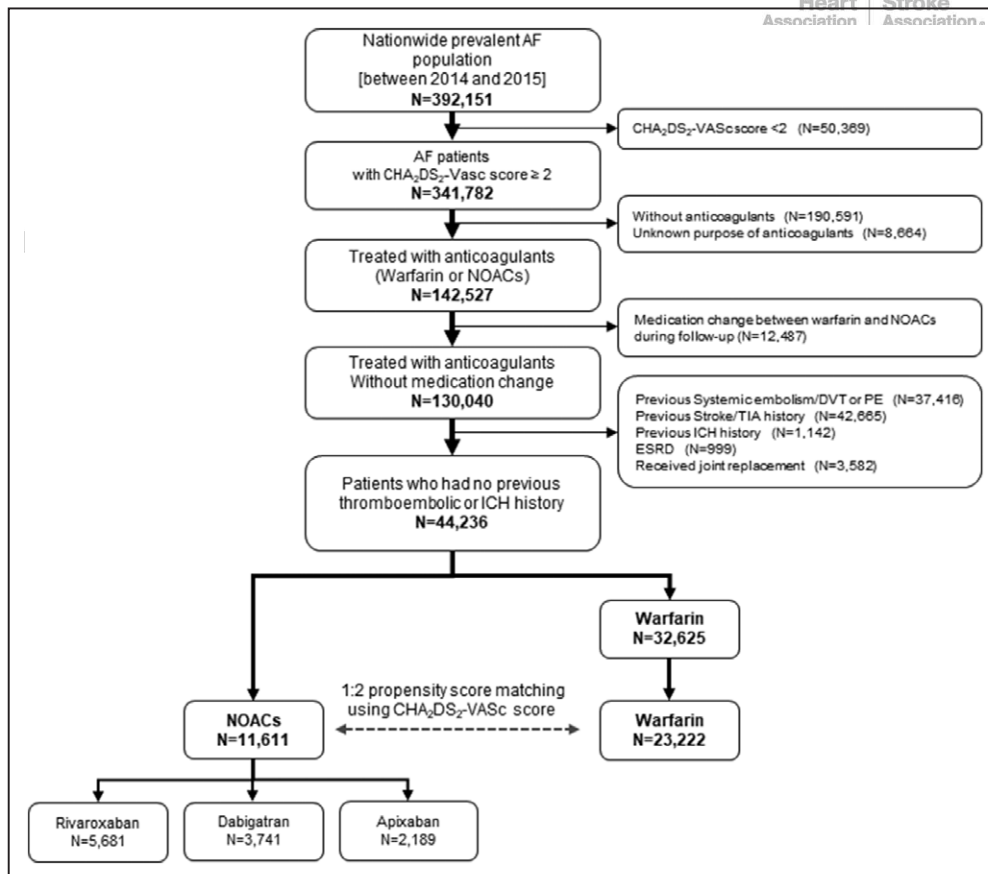 Heart | Stroke
Association | Association®
Nationwide prevalent AF
population
[between 2014 and 2015]
N=392,151
CHA₂DS₂-VASc score <2 (N=50,369)
AF patients
with CHA₂DS₂-Vasc score ≥ 2
N=341,782
Without anticoagulants (N=190,591)
Unknown purpose of anticoagulants (N=8,664)
Treated with anticoagulants
(Warfarin or NOACs)
N=142,527
Medication change between warfarin and NOACs
during follow-up (N=12,487)
Treated with anticoagulants
Without medication change
N=130,040
Previous Systemic embolism/DVT or PE (N=37,416)
Previous Stroke/TIA history (N=42,665)
Previous ICH history (N=1,142)
ESRD (N=999)
Received joint replacement (N=3,582)
Patients who had no previous
thromboembolic or ICH history
N=44,236
Warfarin
N=32,625
1:2 propensity score matching
using CHA₂DS₂-VASc score
NOACs
N=11,611
Warfarin
N=23,222
Rivaroxaban
N=5,681
Dabigatran
N=3,741
Apixaban
N=2,189